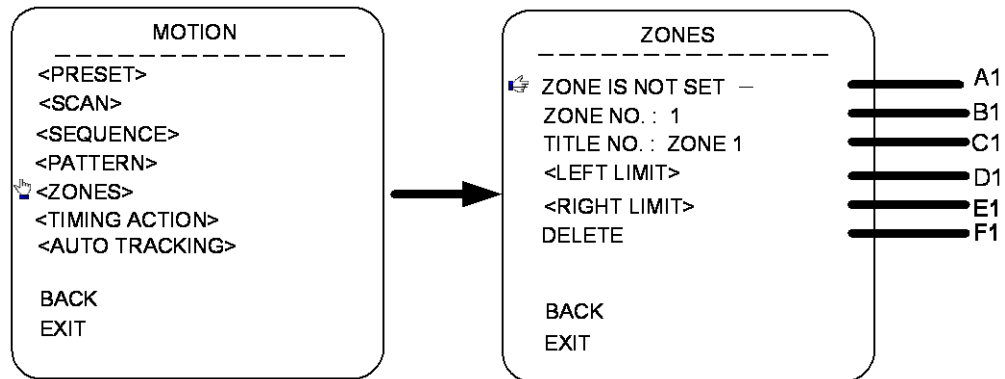 MOTION
<PRESET>
<SCAN>
<SEQUENCE>
<PATTERN>
<ZONES>
<TIMING ACTION>
<AUTO TRACKING>
BACK
EXIT
ZONES
ZONE IS NOT SET –
ZONE NO. : 1
TITLE NO. : ZONE 1
<LEFT LIMIT>
<RIGHT LIMIT>
DELETE
BACK
EXIT
A1
B1
C1
D1
E1
F1